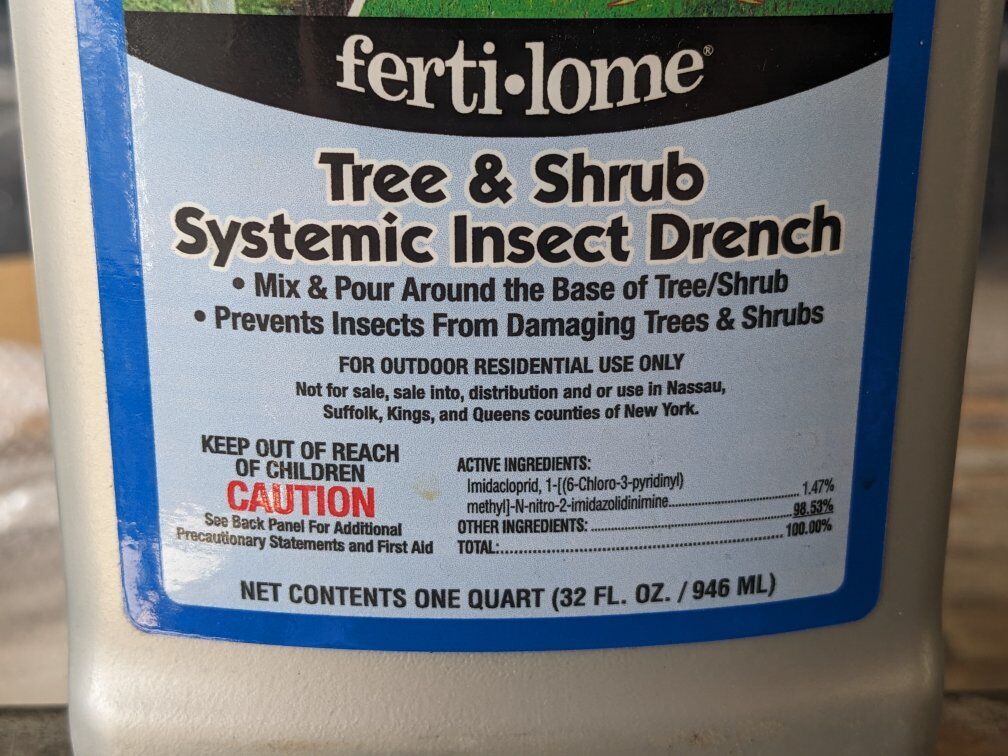 ferti•lome®
Tree & Shrub
Systemic Insect Drench
• Mix & Pour Around the Base of Tree/Shrub
• Prevents Insects From Damaging Trees & Shrubs
FOR OUTDOOR RESIDENTIAL USE ONLY
Not for sale, sale into, distribution and or use in Nassau,
Suffolk, Kings, and Queens counties of New York.
KEEP OUT OF REACH
OF CHILDREN
CAUTION
See Back Panel For Additional
Precautionary Statements and First Aid
ACTIVE INGREDIENTS:
Imidacloprid, 1-[(6-Chloro-3-pyridinyl)
methyl]-N-nitro-2-imidazolidinimine.......... 1.47%
OTHER INGREDIENTS:.......... 98.53%
TOTAL:.......... 100.00%
NET CONTENTS ONE QUART (32 FL. OZ. / 946 ML)